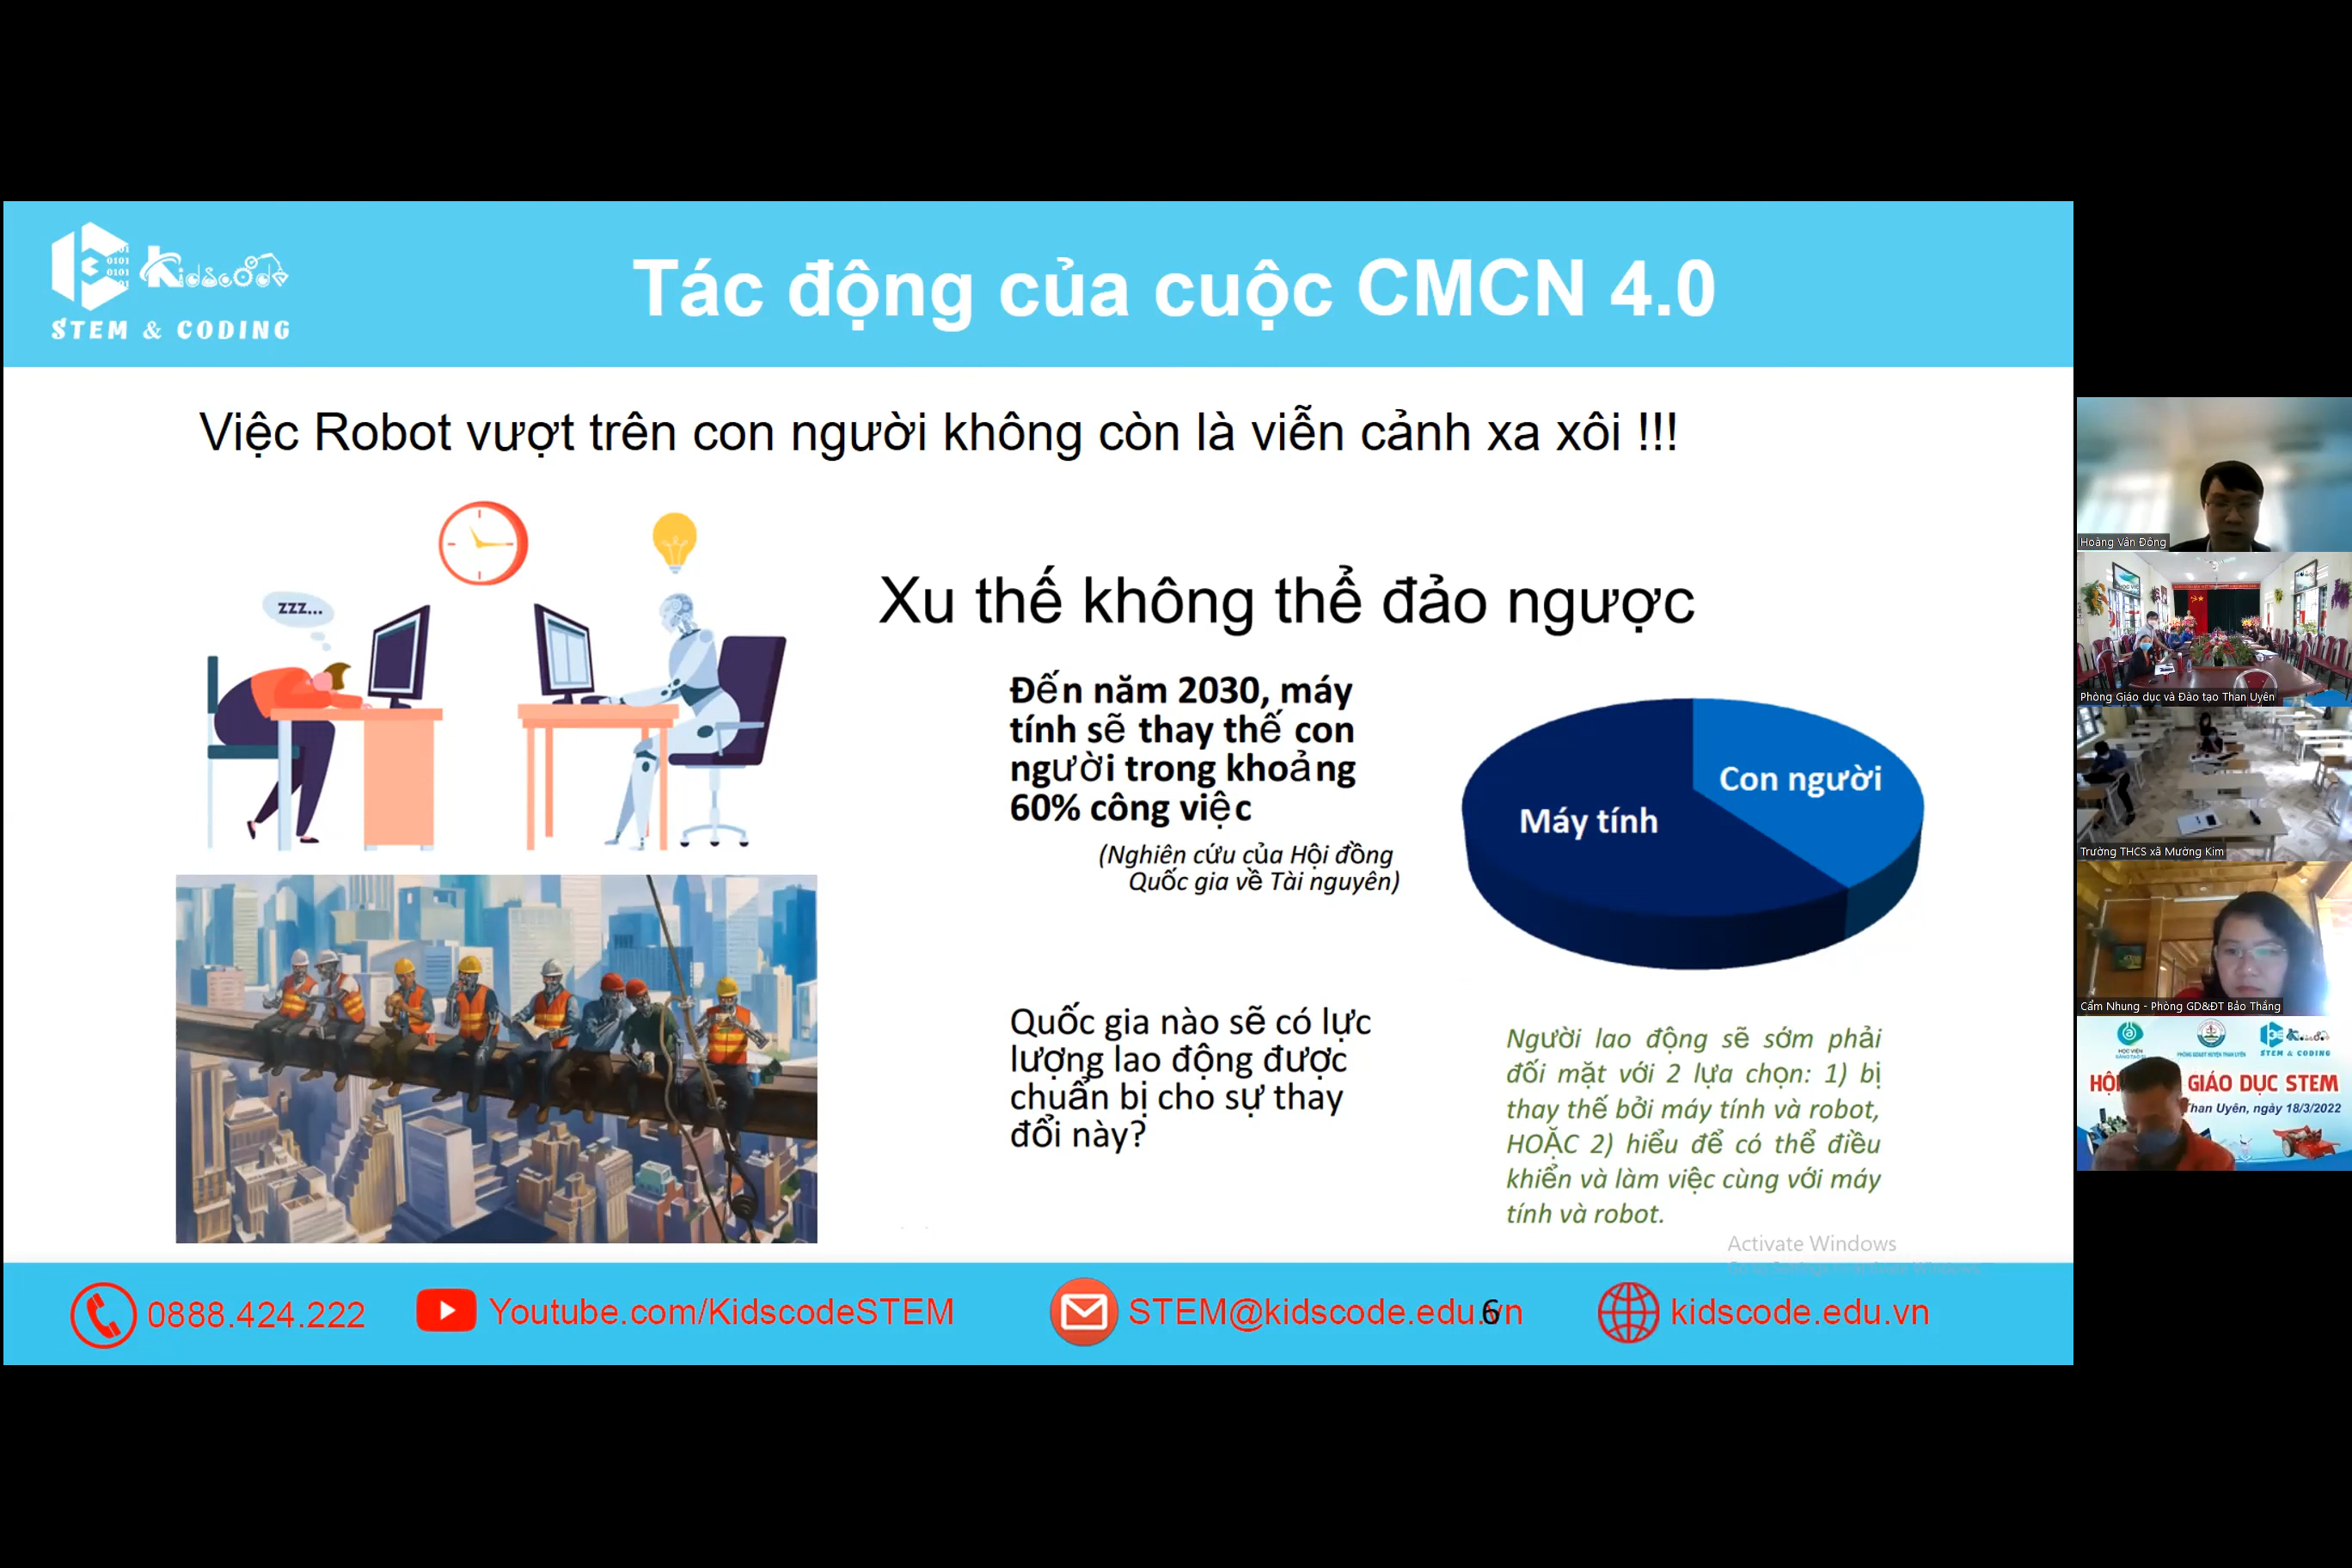 Kidscode
STEM & CODING
Tác động của cuộc CMCN 4.0
Việc Robot vượt trên con người không còn là viễn cảnh xa xôi !!!
zzz...
Xu thế không thể đảo ngược
Đến năm 2030, máy
tính sẽ thay thế con
người trong khoảng
60% công việc
(Nghiên cứu của Hội đồng
Quốc gia về Tài nguyên)
Con người
Máy tính
Quốc gia nào sẽ có lực
lượng lao động được
chuẩn bị cho sự thay
đổi này?
Người lao động sẽ sớm phải
đối mặt với 2 lựa chọn: 1) bị
thay thế bởi máy tính và robot,
HOẶC 2) hiểu để có thể điều
khiển và làm việc cùng với máy
tính và robot.
Activate Windows
0888.424.222
Youtube.com/KidscodeSTEM
STEM@kidscode.edu.vn
6
kidscode.edu.vn
Hoàng Vân Đông
Phòng Giáo dục và Đào tạo Than Uyên
Trường THCS xã Mường Kim
Cẩm Nhung - Phòng GD&ĐT Bảo Thắng
HỌC VIỆN
STEM & CODING
GIÁO DỤC STEM
Than Uyên, ngày 18/3/2022